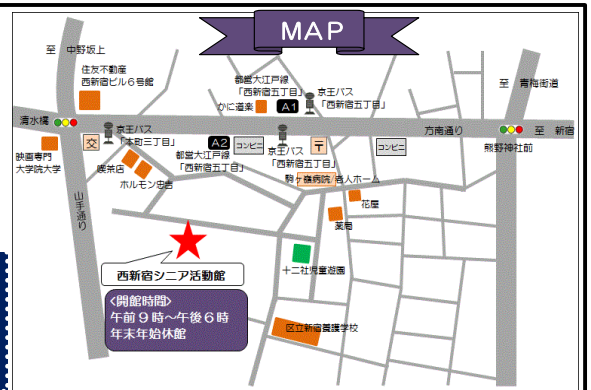 MAP
至 中野坂上
住友不動産
西新宿ビル6号館
都営大江戸線
「西新宿五丁目」
かに道楽
A1
京王バス
「西新宿五丁目」
至 青梅街道
清水橋
京王バス
「本町三丁目」
交
A2
コンビニ
都営大江戸線
「西新宿五丁目」
京王バス
「西新宿五丁目」
〒
コンビニ
方南通り
至 新宿
熊野神社前
映画専門
大学院大学
喫茶店
ホルモン忠吉
駒ヶ嶺病院/老人ホーム
花屋
薬局
山手通り
十二社児童遊園
西新宿シニア活動館
<開館時間>
午前9時～午後6時
年末年始休館
区立新宿養護学校